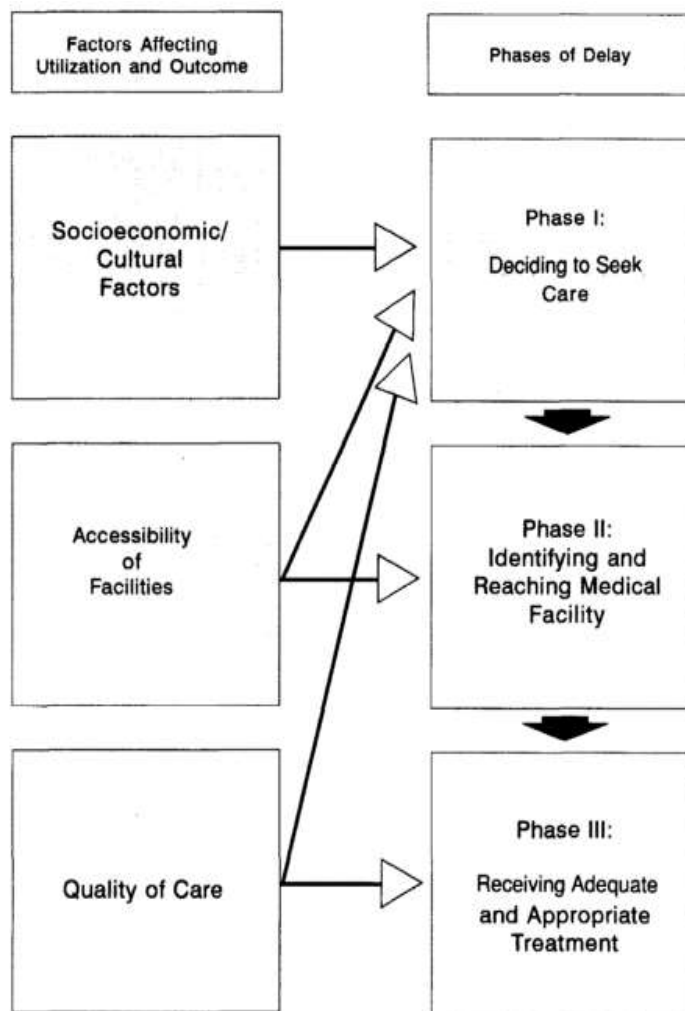 Factors Affecting
Utilization and Outcome
Phases of Delay
Socioeconomic/
Cultural
Factors
Phase I:
Deciding to Seek
Care
Accessibility
of
Facilities
Phase II:
Identifying and
Reaching Medical
Facility
Quality of Care
Phase III:
Receiving Adequate
and Appropriate
Treatment